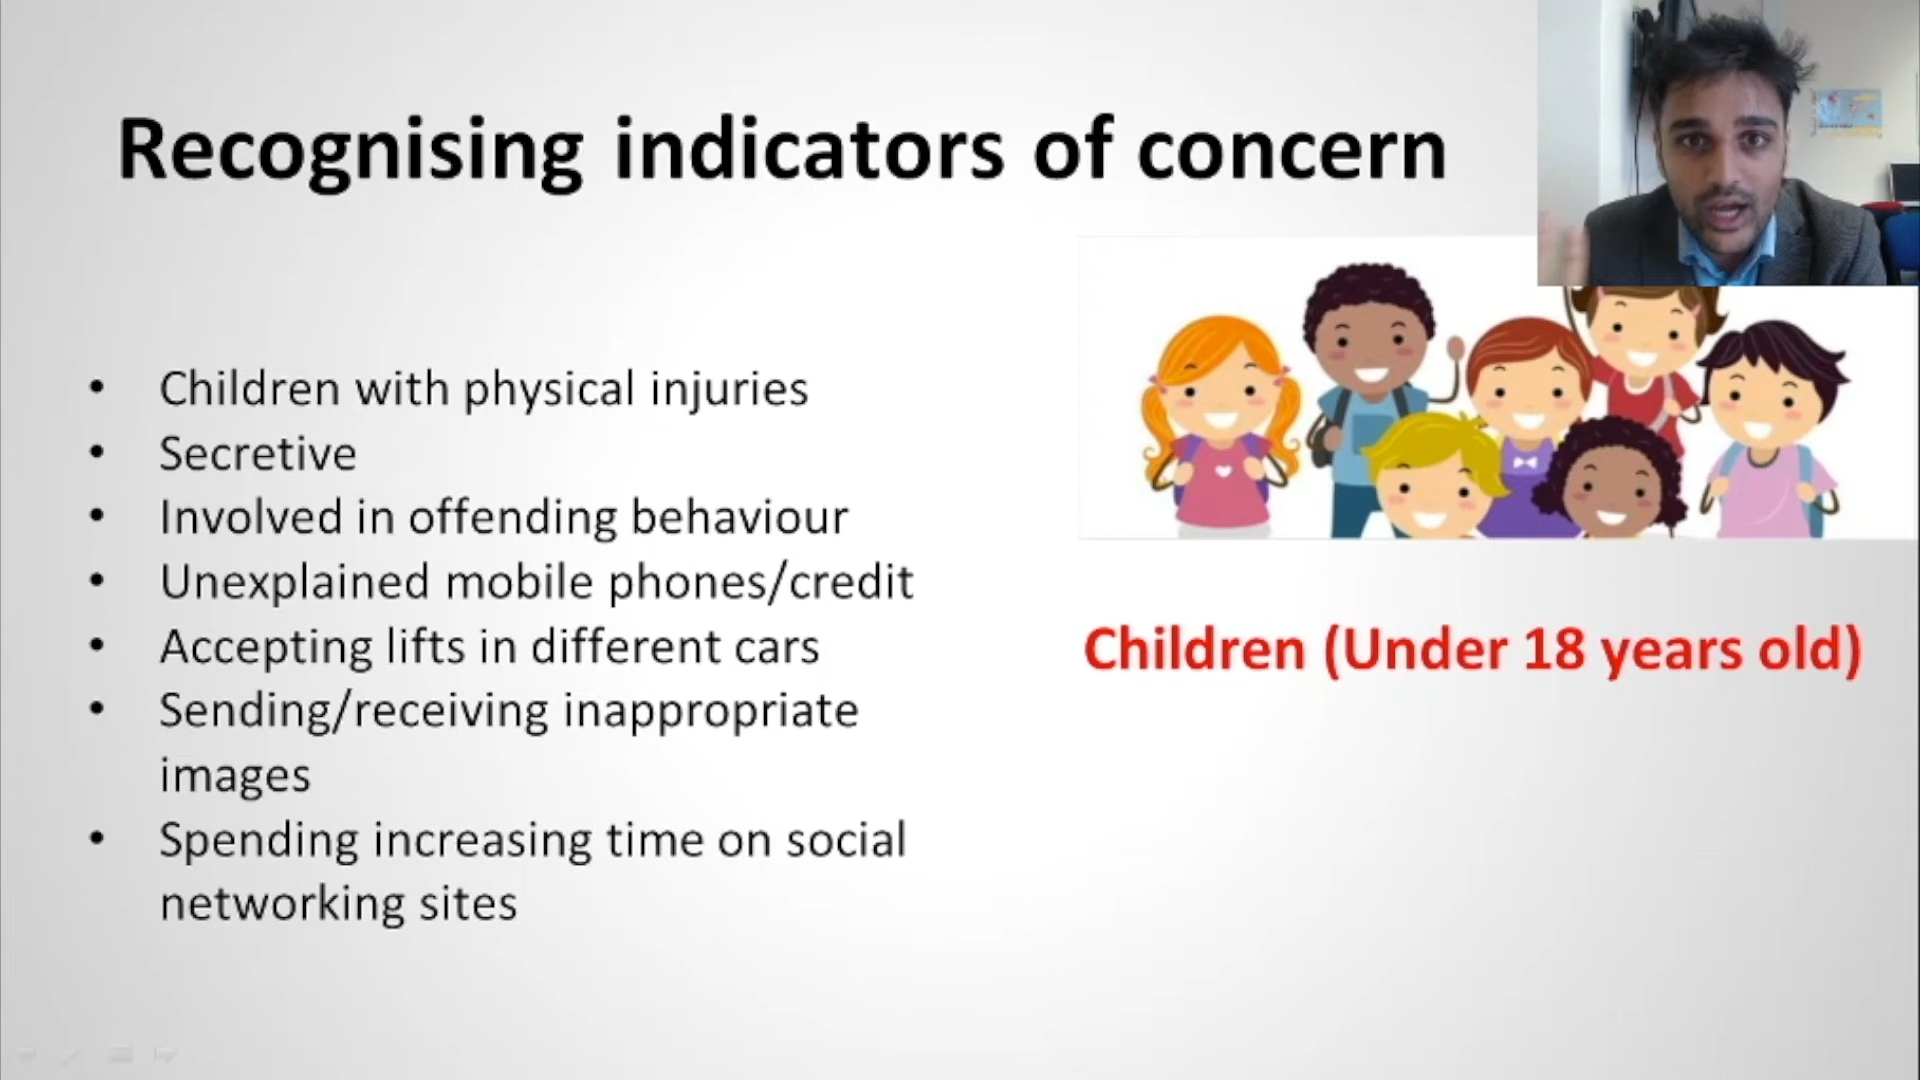 Recognising indicators of concern
• Children with physical injuries
• Secretive
• Involved in offending behaviour
• Unexplained mobile phones/credit
• Accepting lifts in different cars
• Sending/receiving inappropriate
images
• Spending increasing time on social
networking sites
Children (Under 18 years old)